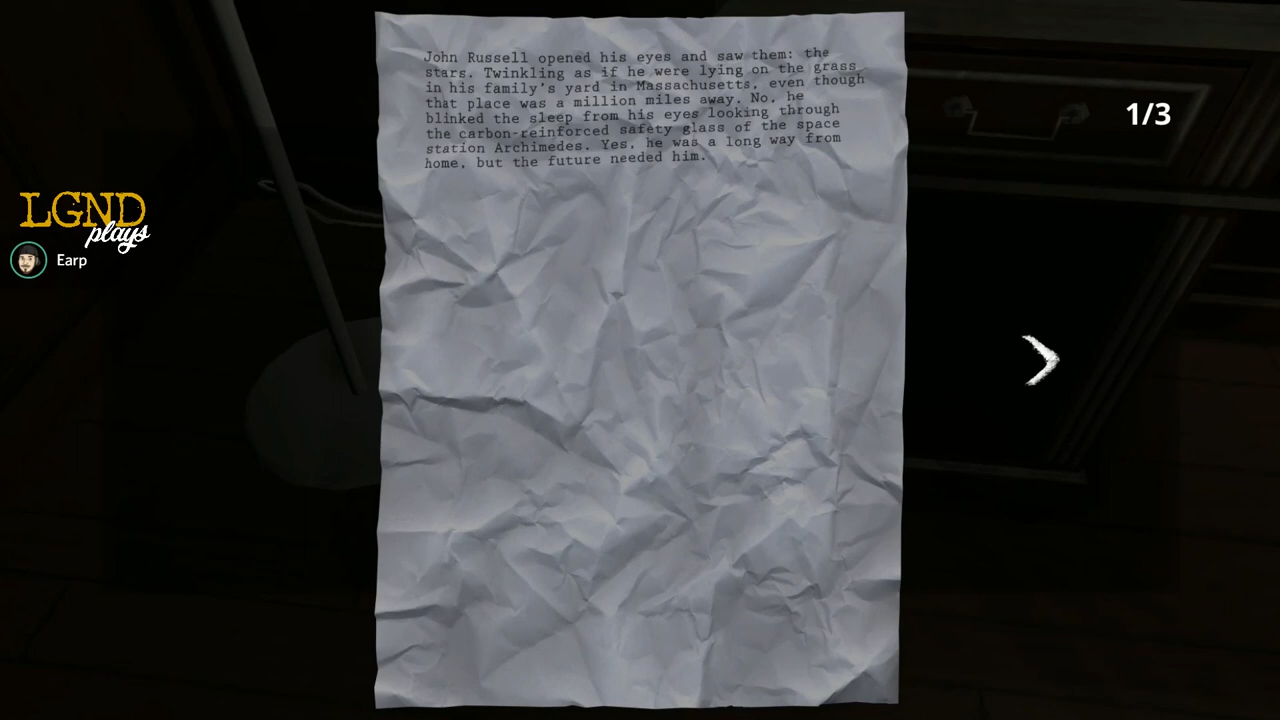 John Russell opened his eyes and saw them: the
stars. Twinkling as if he were lying on the grass
in his family's yard in Massachusetts, even though
that place was a million miles away. No, he
blinked the sleep from his eyes looking through
the carbon-reinforced safety glass of the space
station Archimedes. Yes, he was a long way from
home, but the future needed him.
1/3
LGND
plays
Earp